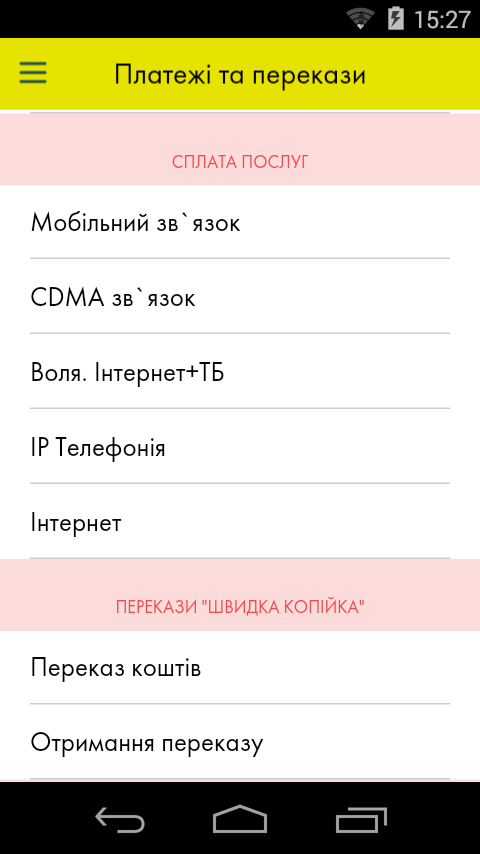 15:27
Платежі та перекази
СПЛАТА ПОСЛУГ
Мобільний зв`язок
CDMA зв`язок
Воля. Інтернет+ТБ
IP Телефонія
Інтернет
ПЕРЕКАЗИ "ШВИДКА КОПІЙКА"
Переказ коштів
Отримання переказу